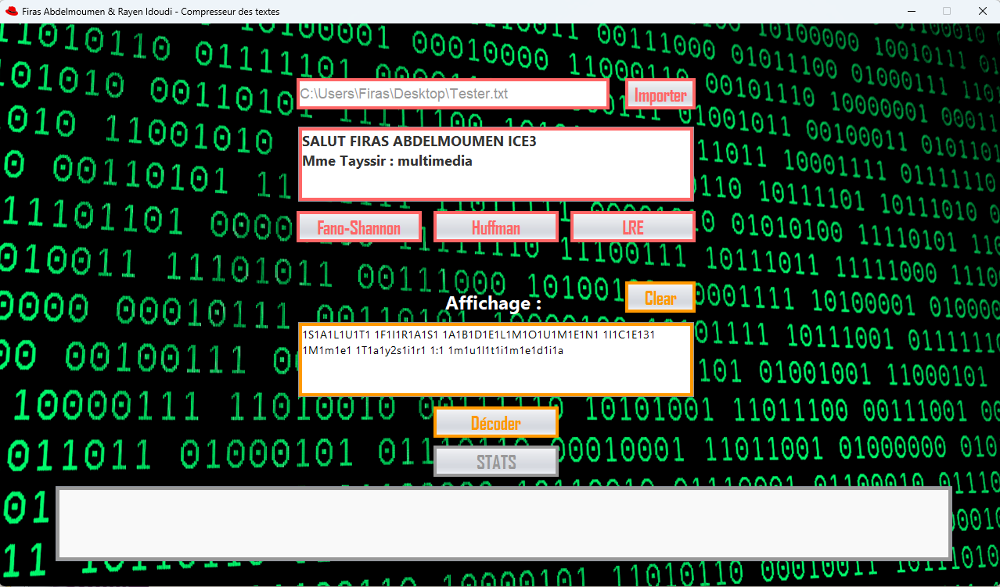 Firas Abdelmoumen & Rayen Idoudi - Compresseur des textes
C:\Users\Firas\Desktop\Tester.txt
Importer
SALUT FIRAS ABDELMOUMEN ICE3
Mme Tayssir : multimedia
Fano-Shannon
Huffman
LRE
Affichage :
Clear
1S1A1L1U1T1 1F1I1R1A1S1 1A1B1D1E1L1M1O1U1M1E1N1 1I1C1E131
1M1m1e1 1T1a1y2s1i1r1 1:1 1m1u1l1t1i1m1e1d1i1a
Décoder
STATS